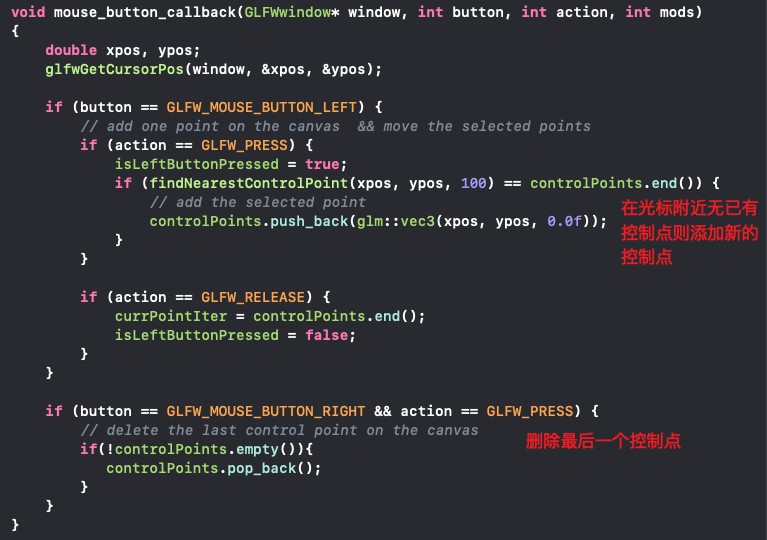 void mouse_button_callback(GLFWwindow* window, int button, int action, int mods)
{
    double xpos, ypos;
    glfwGetCursorPos(window, &xpos, &ypos);
    if (button == GLFW_MOUSE_BUTTON_LEFT) {
        // add one point on the canvas  && move the selected points
        if (action == GLFW_PRESS) {
            isLeftButtonPressed = true;
            if (findNearestControlPoint(xpos, ypos, 100) == controlPoints.end()) {
                // add the selected point
                controlPoints.push_back(glm::vec3(xpos, ypos, 0.0f));
            }
        }
在光标附近无已有
控制点则添加新的
控制点
        if (action == GLFW_RELEASE) {
            currPointIter = controlPoints.end();
            isLeftButtonPressed = false;
        }
    }
    if (button == GLFW_MOUSE_BUTTON_RIGHT && action == GLFW_PRESS) {
        // delete the last control point on the canvas
        if(!controlPoints.empty()){
           controlPoints.pop_back();
        }
    }
}
删除最后一个控制点